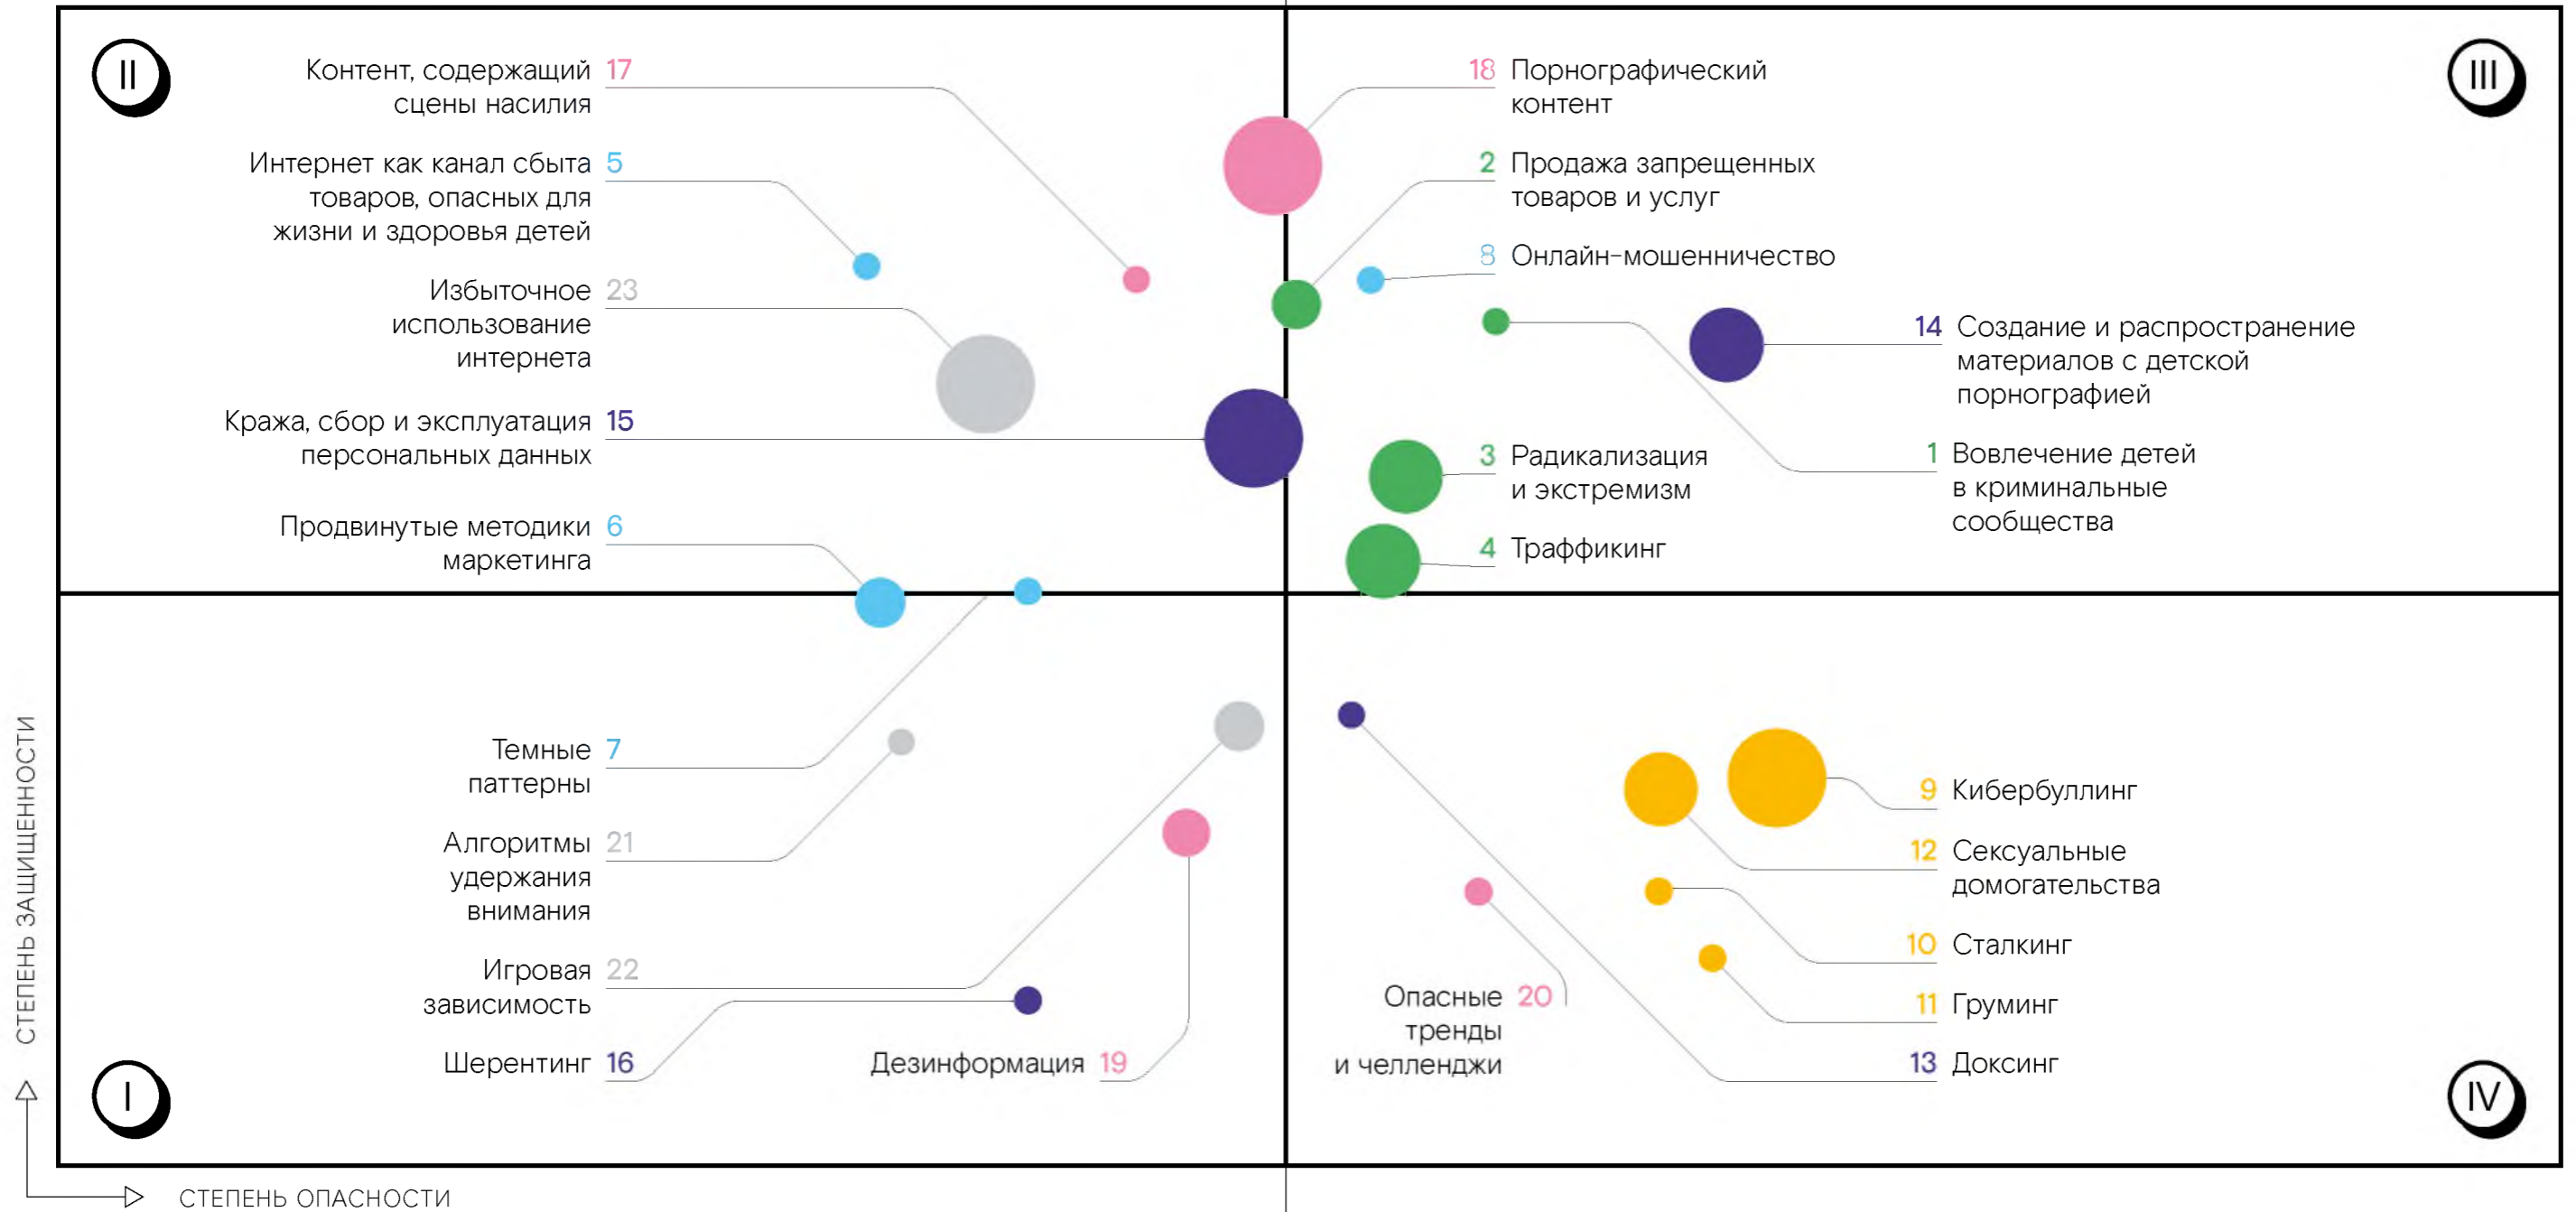 II
Контент, содержащий 17
сцены насилия
Интернет как канал сбыта 5
товаров, опасных для
жизни и здоровья детей
Избыточное 23
использование
интернета
Кража, сбор и эксплуатация 15
персональных данных
Продвинутые методики 6
маркетинга
III
18 Порнографический
контент
2 Продажа запрещенных
товаров и услуг
8 Онлайн-мошенничество
14 Создание и распространение
материалов с детской
порнографией
3 Радикализация
и экстремизм
1 Вовлечение детей
в криминальные
сообщества
4 Траффикинг
Темные 7
паттерны
Алгоритмы 21
удержания
внимания
Игровая 22
зависимость
Шерентинг 16
Дезинформация 19
I
Опасные 20
тренды
и челленджи
9 Кибербуллинг
12 Сексуальные
домогательства
10 Сталкинг
11 Груминг
13 Доксинг
IV
СТЕПЕНЬ ЗАЩИЩЕННОСТИ
СТЕПЕНЬ ОПАСНОСТИ